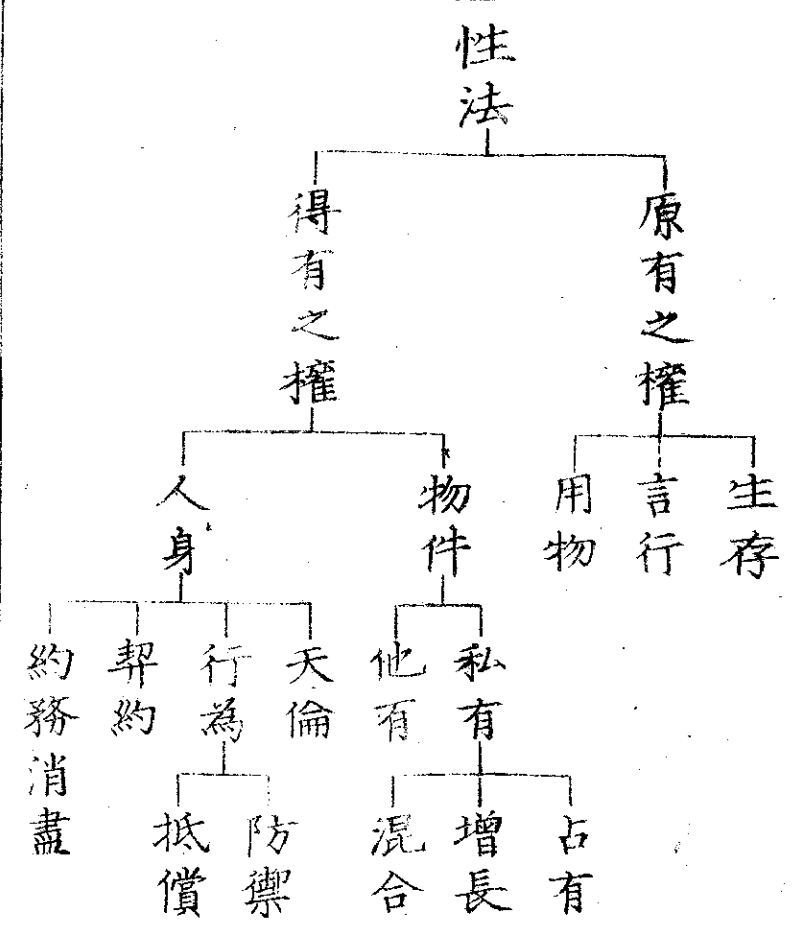 性法
原有之權
得有之權
生存
言行
用物
物件
人身
私有
他有
天倫
行為
契約
約務消盡
占有
增長
混合
防禦
抵償